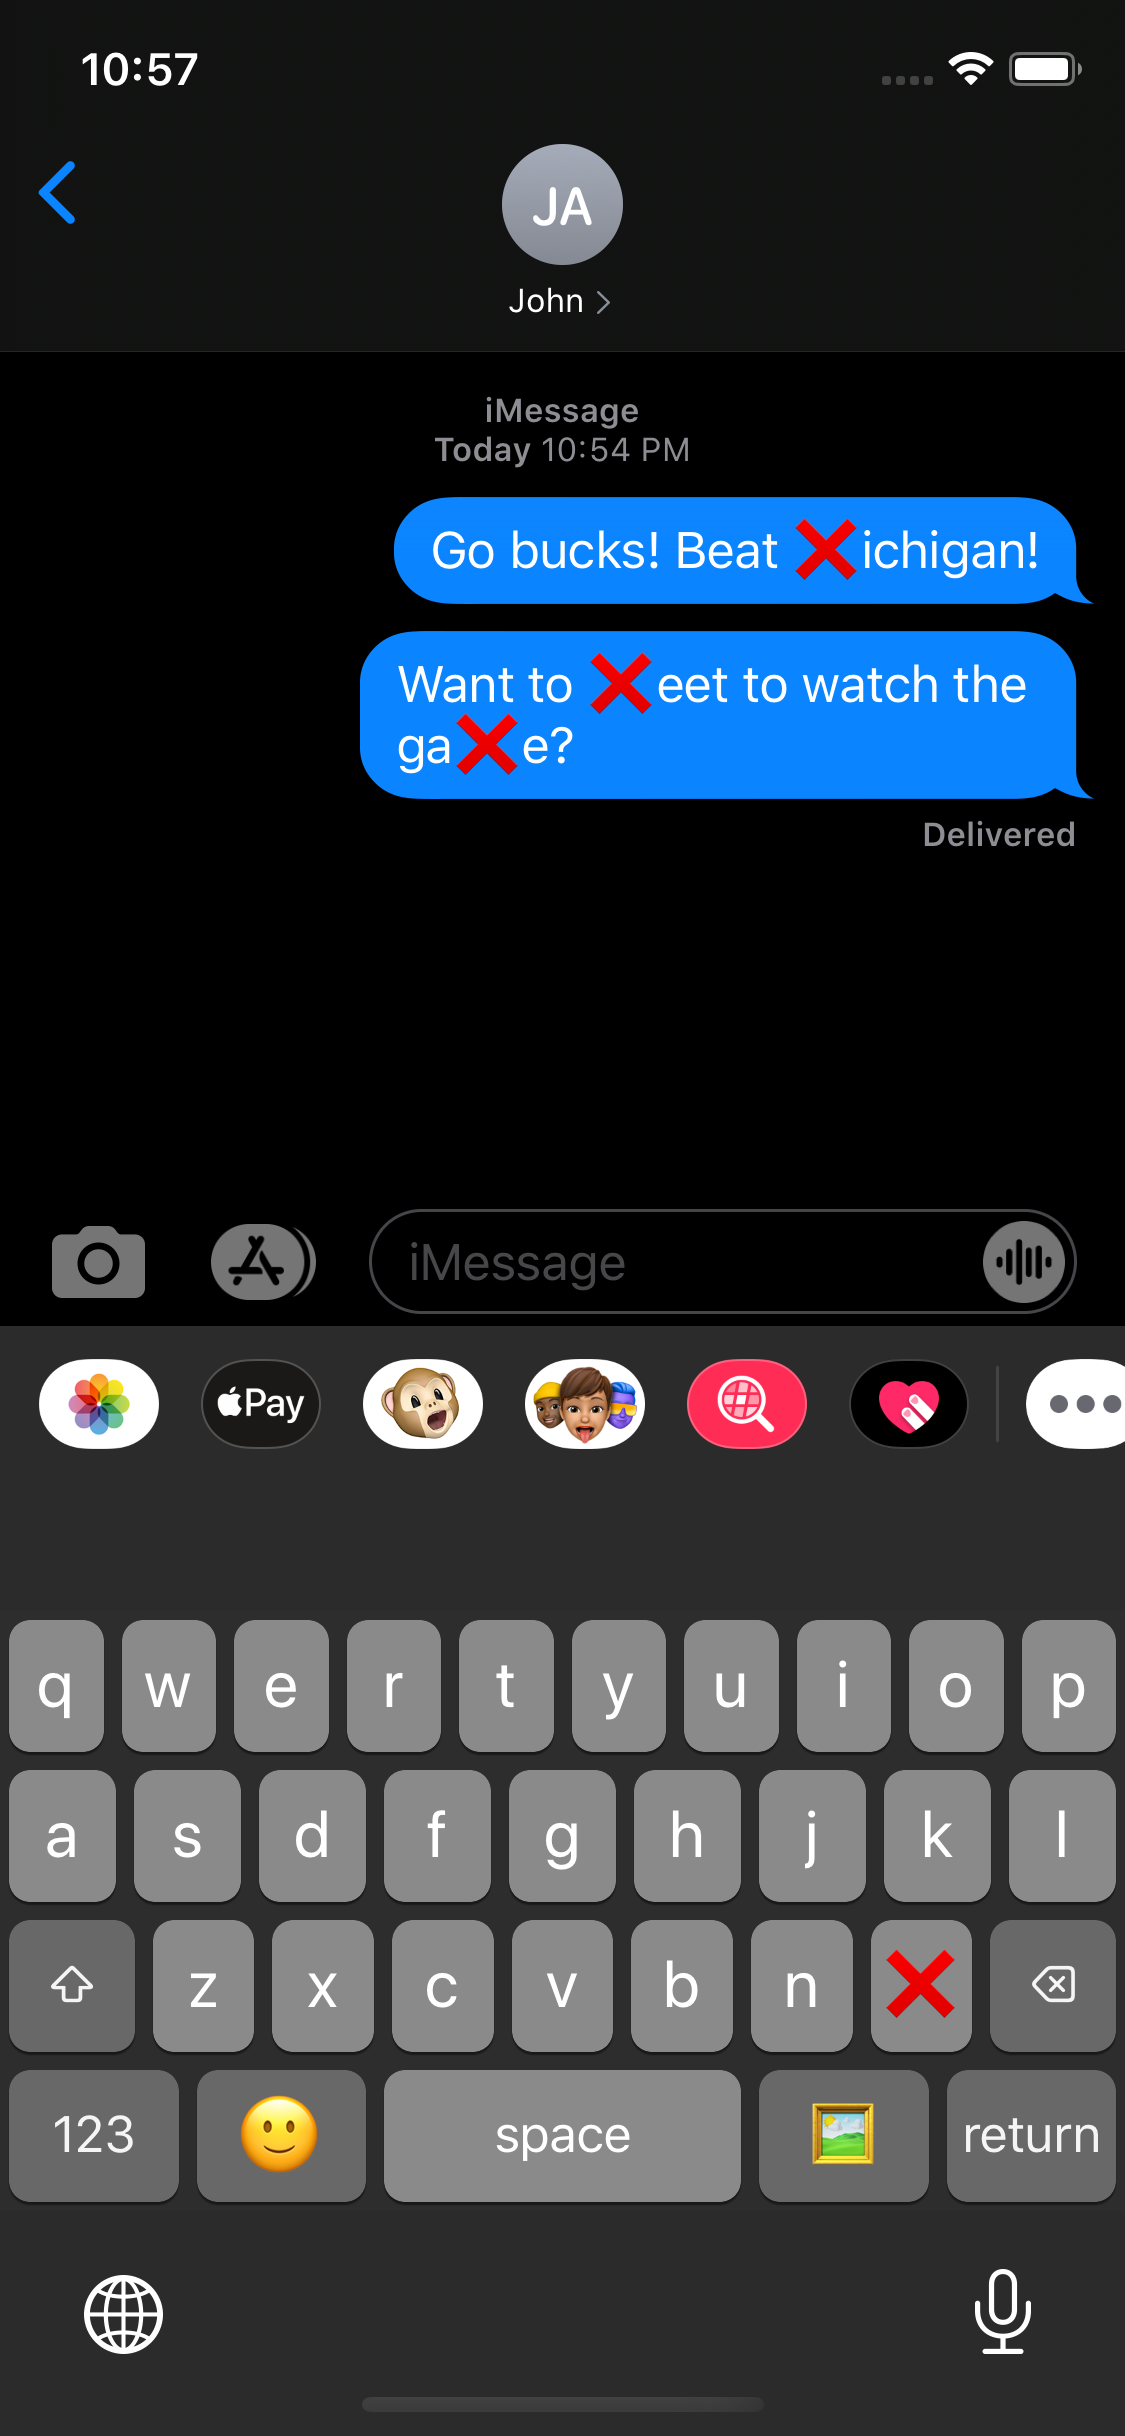 10:57
JA
John
iMessage
Today 10:54 PM
Go bucks! Beat ❌ichigan!
Want to ❌eet to watch the
ga❌e?
Delivered
iMessage
Pay
q w e r t y u i o p
a s d f g h j k l
z x c v b n ❌
123 space return